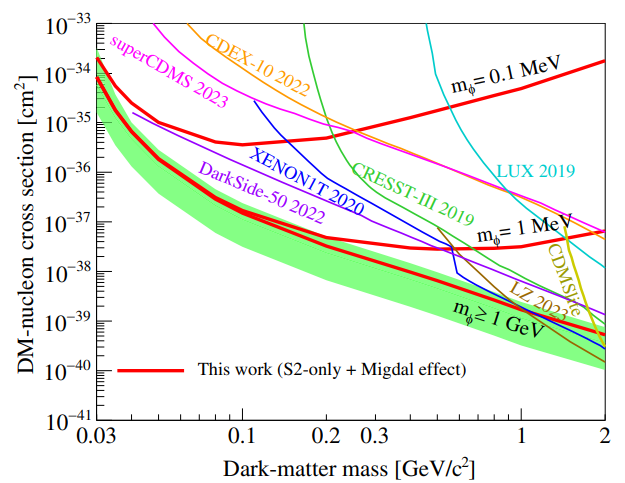 10−33
10−34
10−35
10−36
10−37
10−38
10−39
10−40
10−41
DM-nucleon cross section [cm2]
superCDMS 2023
CDEX-10 2022
mϕ= 0.1 MeV
XENON1T 2020
CRESST-III 2019
LUX 2019
DarkSide-50 2022
mϕ= 1 MeV
CDMSlite
LZ 2023
mϕ≥ 1 GeV
This work (S2-only + Migdal effect)
0.03
0.1
0.2
0.3
1
2
Dark-matter mass [GeV/c2]